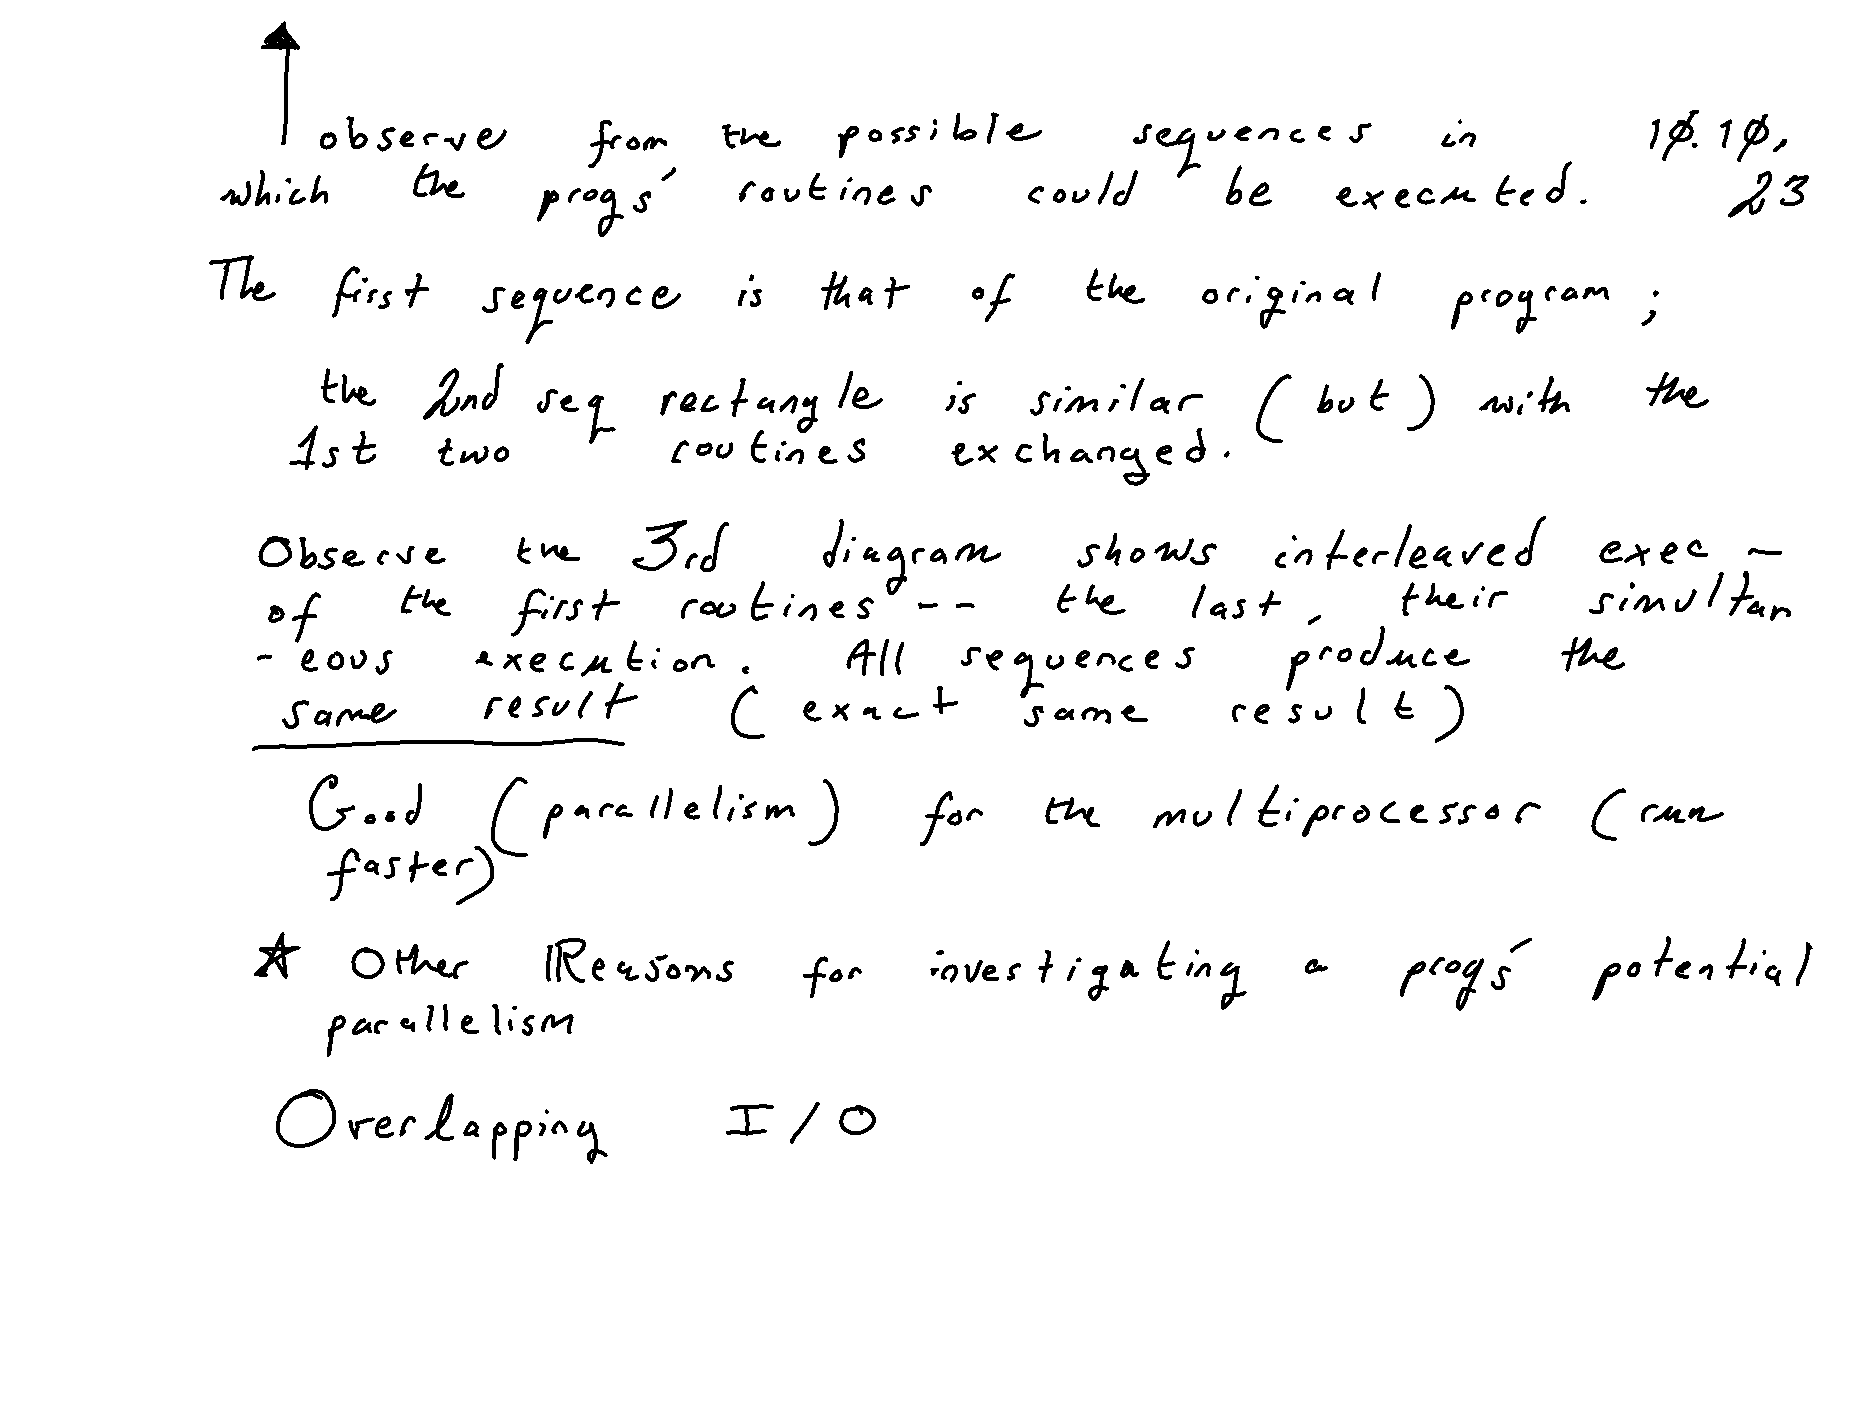 observe from the possible sequences in 1Ø.1Ø,
which the progs' routines could be executed. 23
The first sequence is that of the original program;
the 2nd seq rectangle is similar (but) with the
1st two routines exchanged.
Observe the 3rd diagram shows interleaved exec -
of the first routines -- the last, their simultan
-eous execution. All sequences produce the
same result (exact same result)
Good (parallelism) for the multiprocessor (run
faster)
☆ Other Reasons for investigating a progs' potential
parallelism
Overlapping I/O